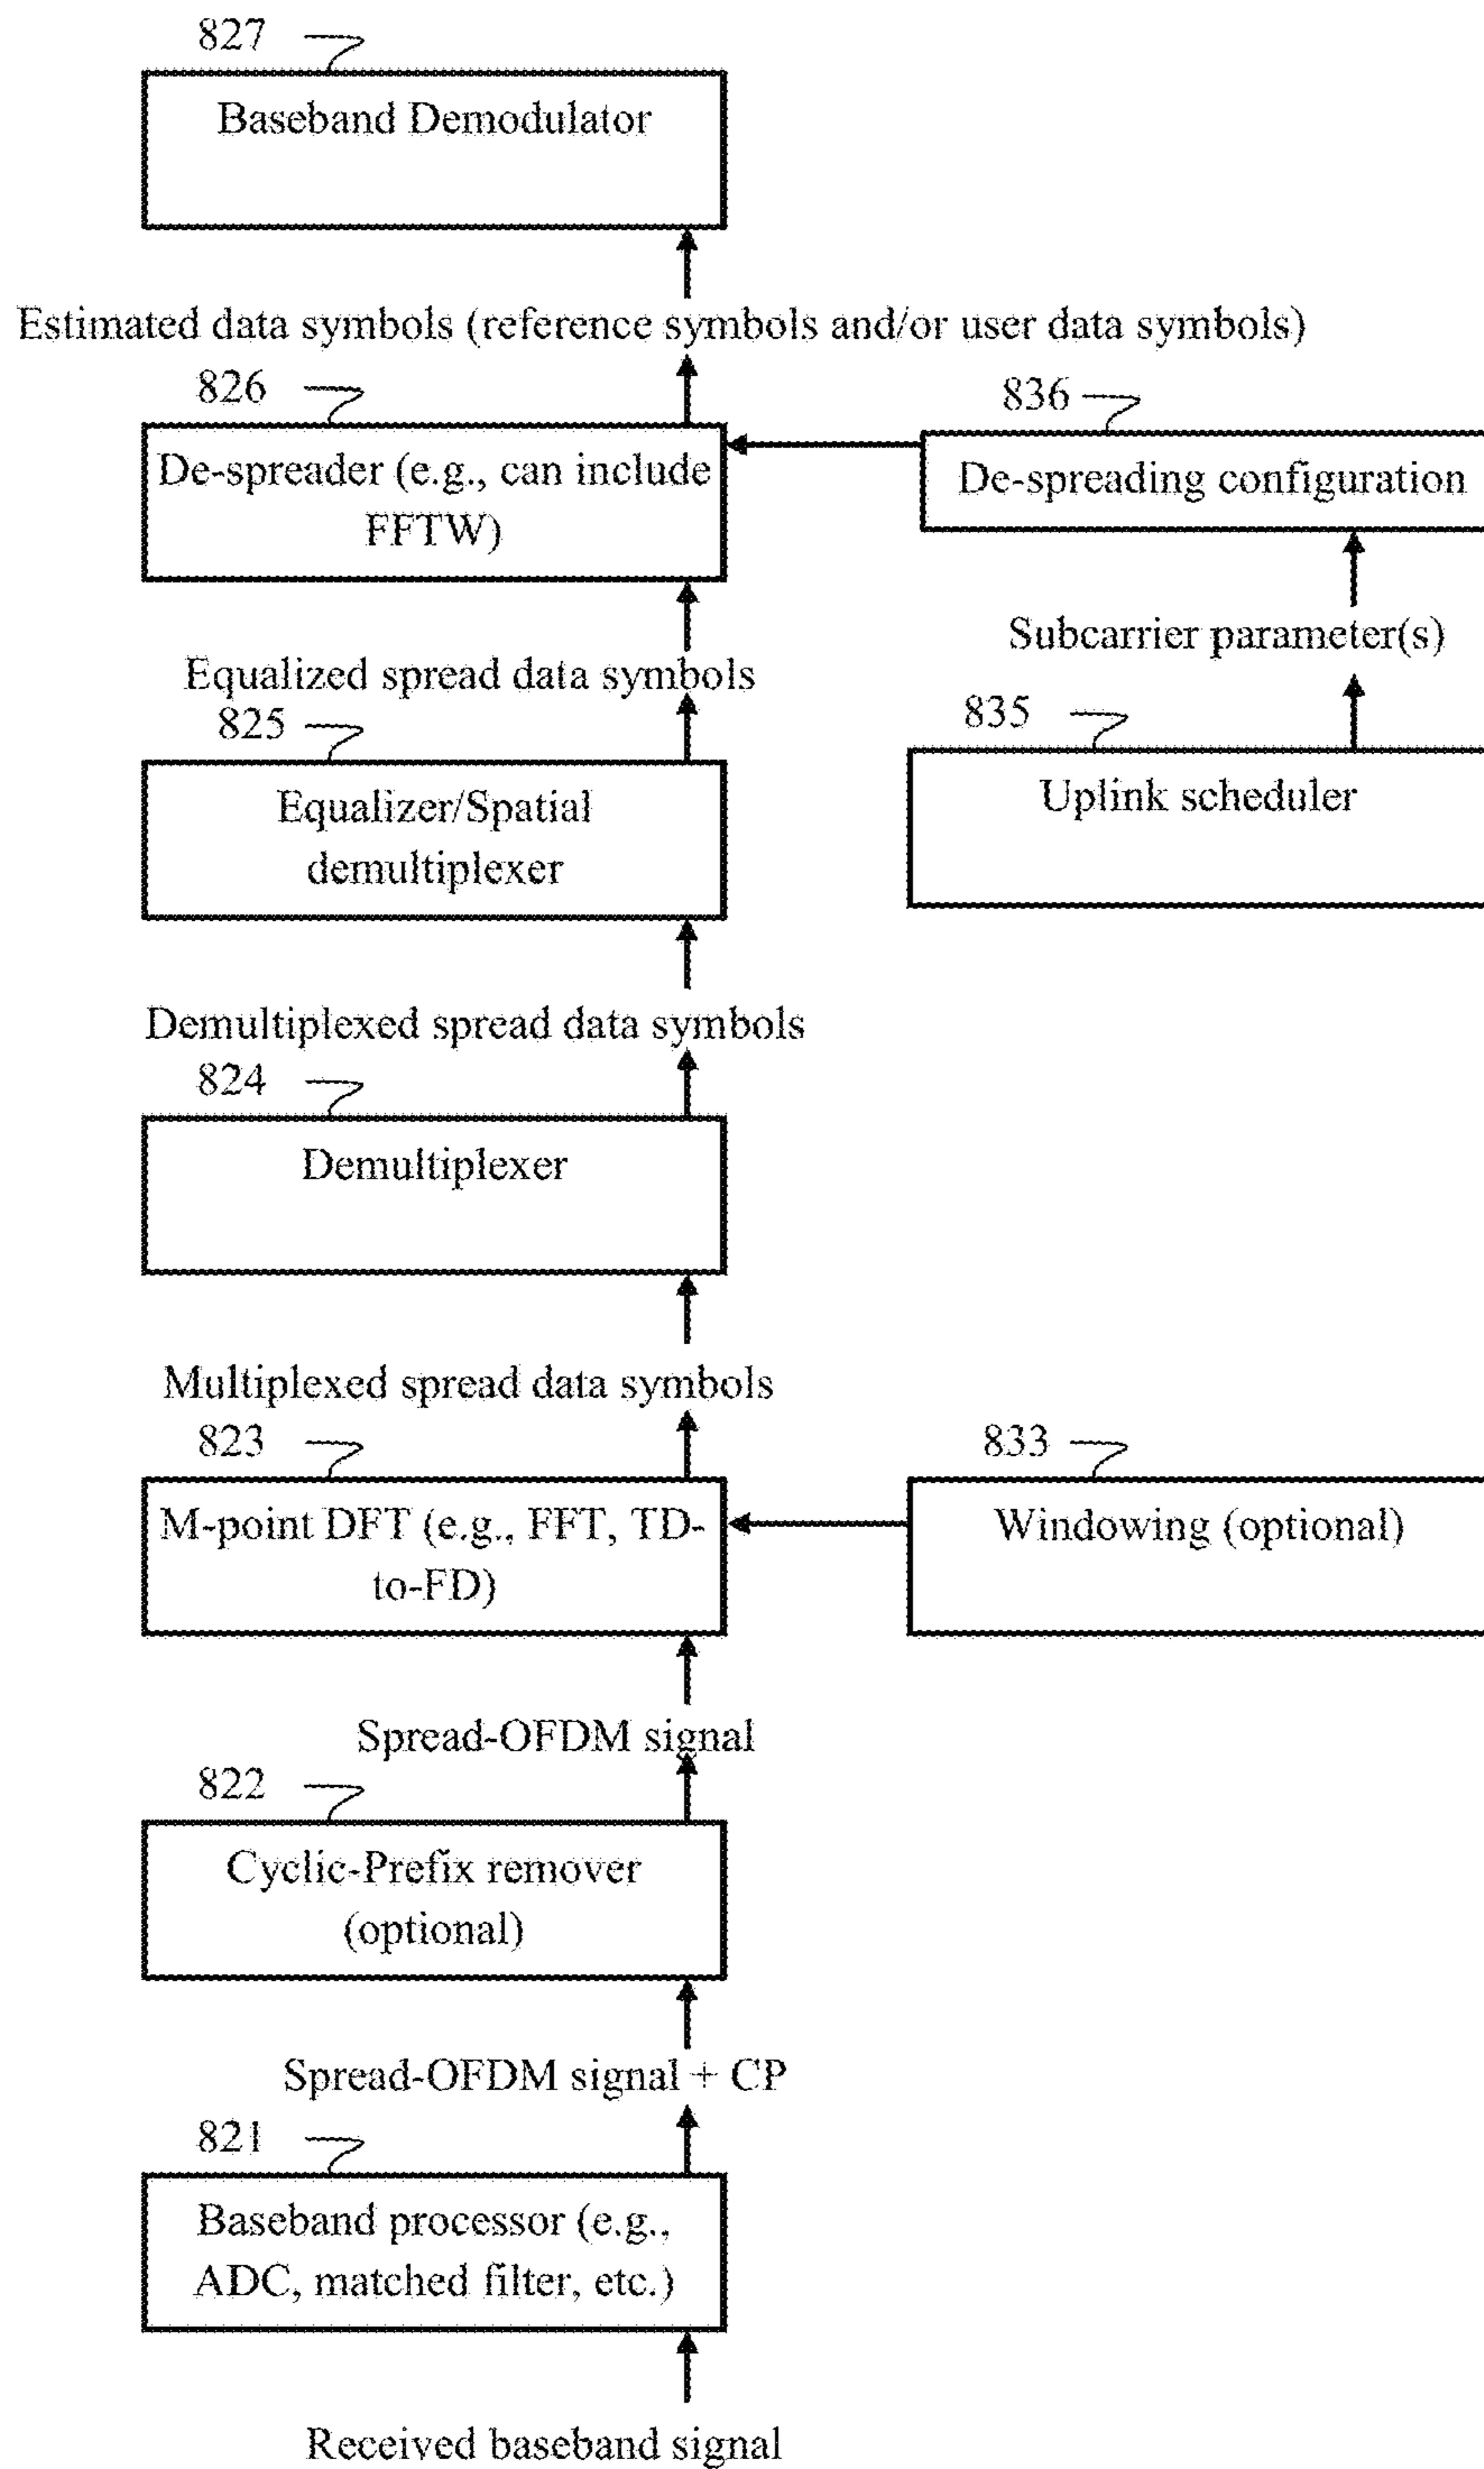 827
Baseband Demodulator
Estimated data symbols (reference symbols and/or user data symbols)
826
836
De-spreader (e.g., can include
FFTW)
De-spreading configuration
Subcarrier parameter(s)
Equalized spread data symbols
825
835
Equalizer/Spatial
demultiplexer
Uplink scheduler
Demultiplexed spread data symbols
824
Demultiplexer
Multiplexed spread data symbols
823
833
M-point DFT (e.g., FFT, TD-
to-FD)
Windowing (optional)
Spread-OFDM signal
822
Cyclic-Prefix remover
(optional)
Spread-OFDM signal + CP
821
Baseband processor (e.g.,
ADC, matched filter, etc.)
Received baseband signal